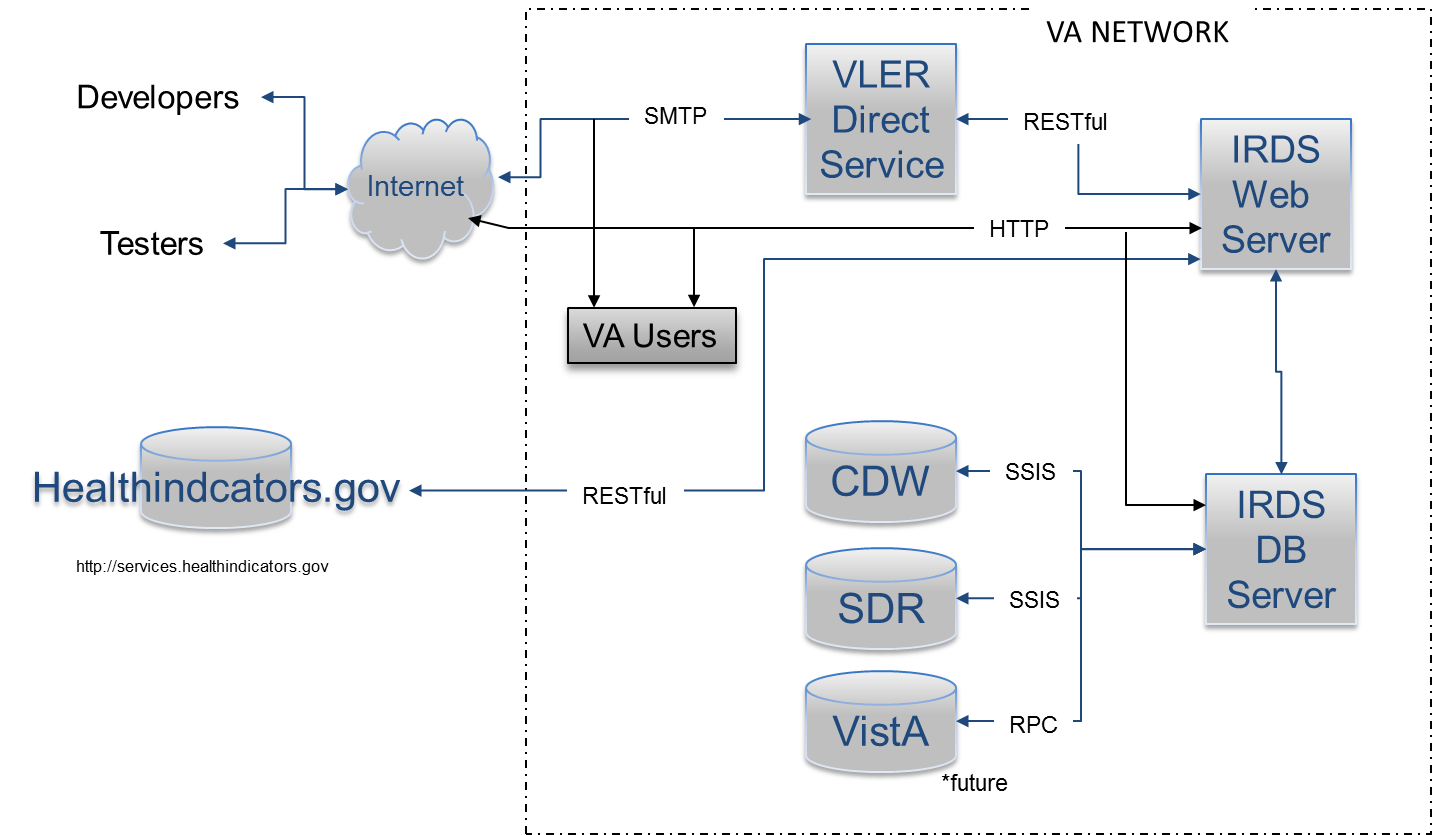 VA NETWORK
Developers
Testers
Internet
SMTP
VLER
Direct
Service
RESTful
IRDS
Web
Server
HTTP
VA Users
Healthindcators.gov
http://services.healthindicators.gov
RESTful
CDW
SSIS
SDR
SSIS
VistA
RPC
*future
IRDS
DB
Server